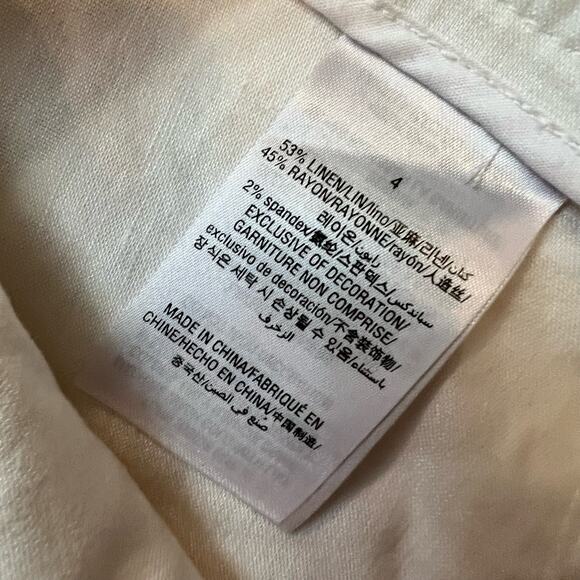 4
53% LINEN/LIN/lino/亚麻/리넨/كتان
45% RAYON/RAYONNE/rayón/人造丝/
레이온/رايون
2% spandex/氨纶/스판덱스/سباندكس
EXCLUSIVE OF DECORATION/
GARNITURE NON COMPRISE/
exclusivo de decoración/不含装饰物/
장식은 세탁 시 손상될 수 있음/باستثناء
الزخرف
MADE IN CHINA/FABRIQUÉ EN
CHINE/HECHO EN CHINA/中国制造/
중국산/صنع في الصين